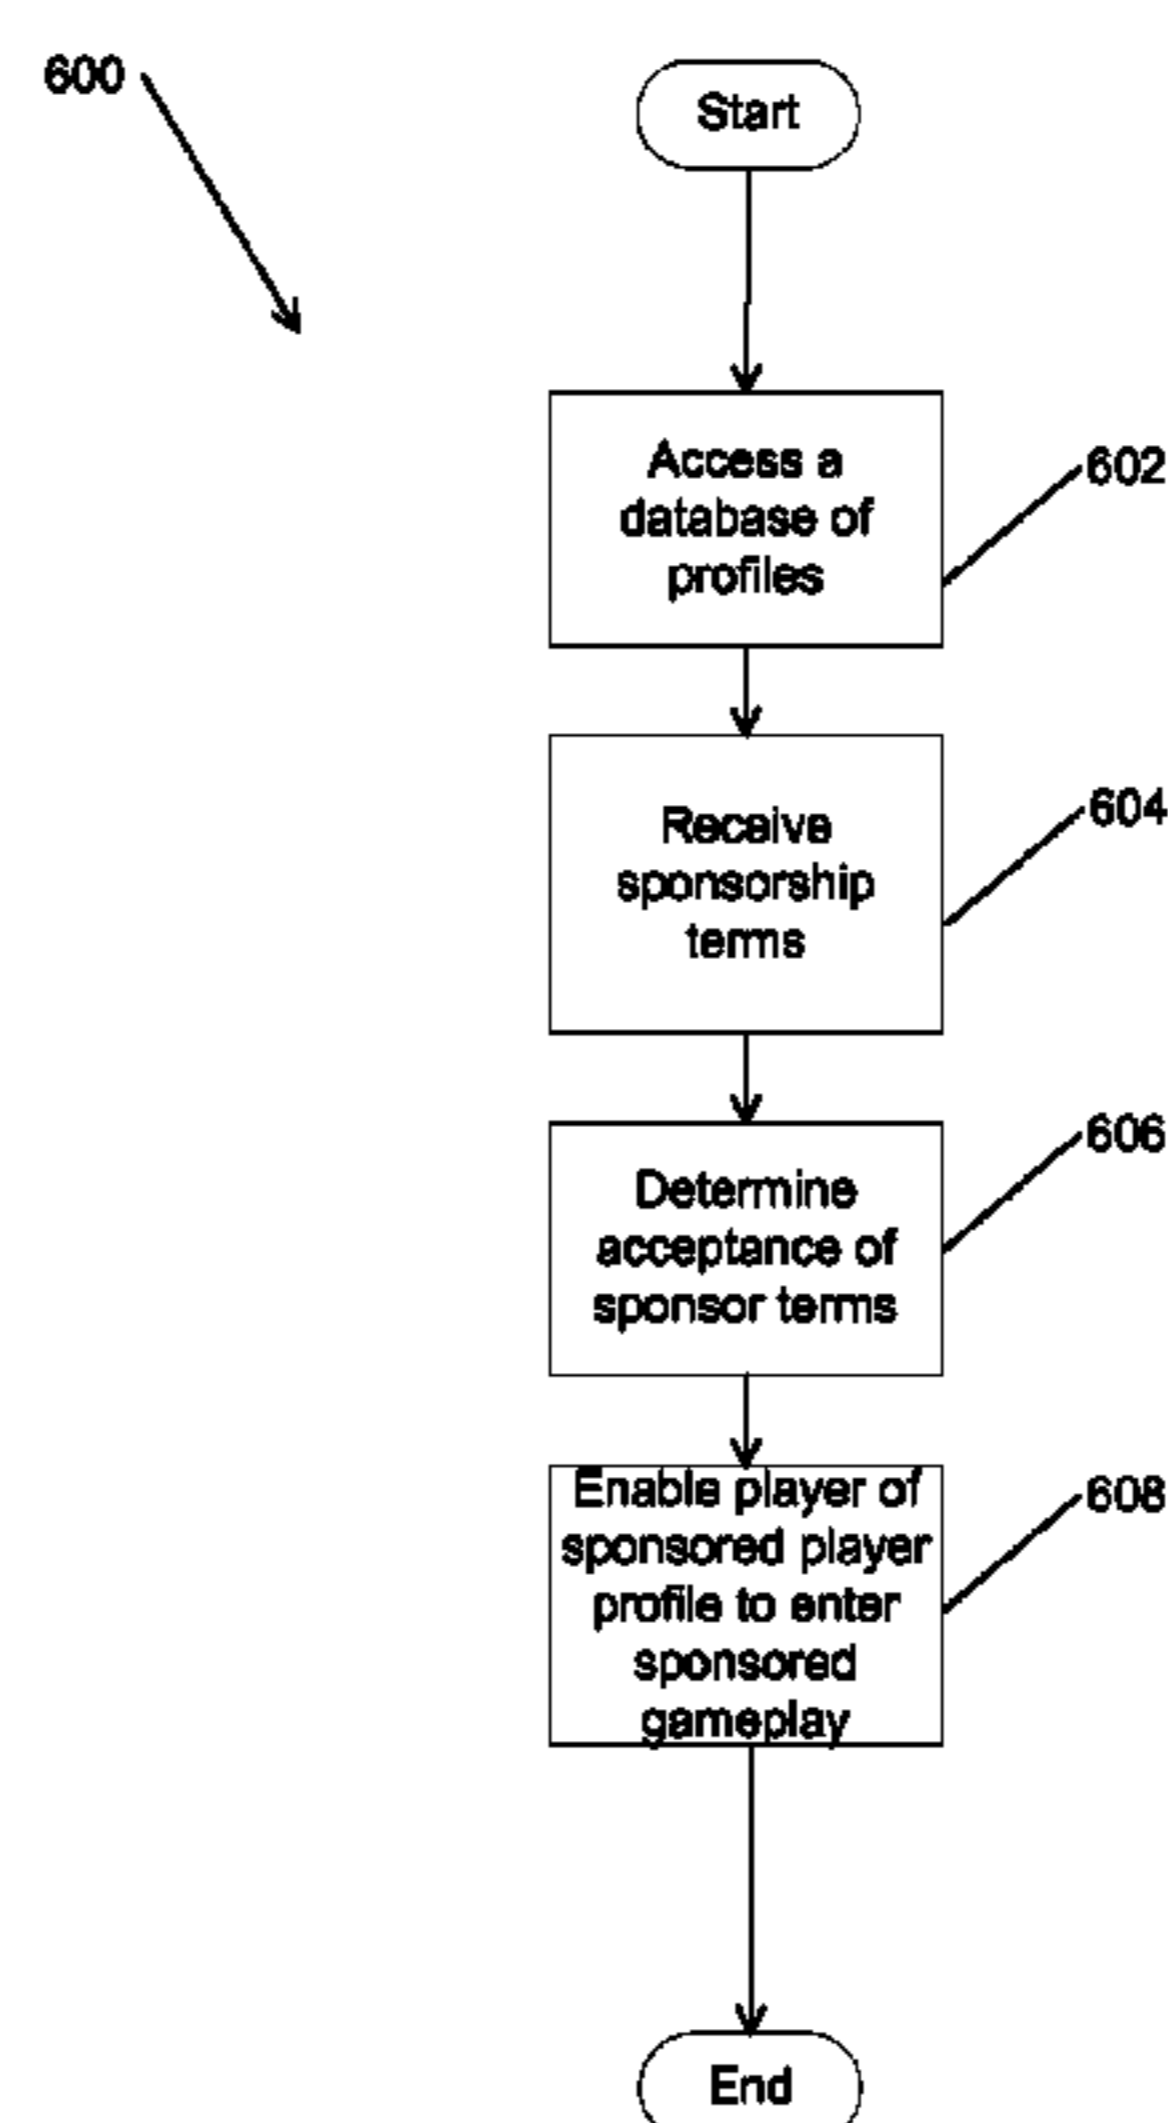 600
Start
Access a
database of
profiles
602
Receive
sponsorship
terms
604
Determine
acceptance of
sponsor terms
606
Enable player of
sponsored player
profile to enter
sponsored
gameplay
608
End